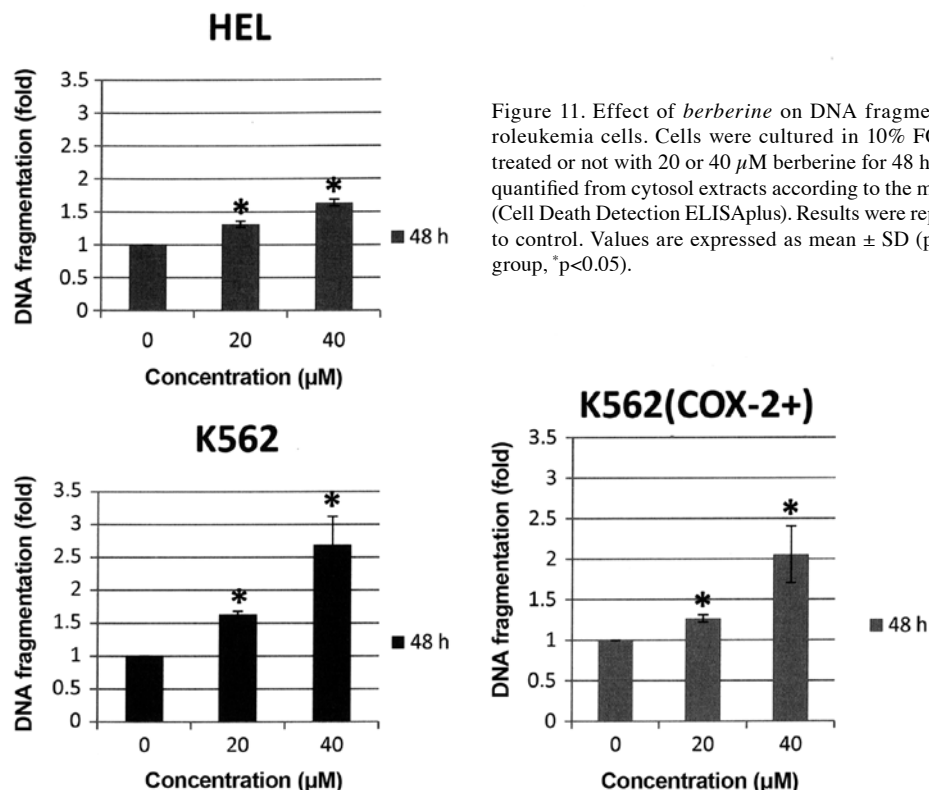 HEL
DNA fragmentation (fold)
3.5
3
2.5
2
1.5
1
0.5
0
*
*
48 h
0 20 40
Concentration (µM)
Figure 11. Effect of berberine on DNA fragme
roleukemia cells. Cells were cultured in 10% FC
treated or not with 20 or 40 µM berberine for 48 h
quantified from cytosol extracts according to the m
(Cell Death Detection ELISAplus). Results were rep
to control. Values are expressed as mean ± SD (p
group, *p<0.05).
K562
DNA fragmentation (fold)
3.5
3
2.5
2
1.5
1
0.5
0
*
*
48 h
0 20 40
Concentration (µM)
K562(COX-2+)
DNA fragmentation (fold)
3.5
3
2.5
2
1.5
1
0.5
0
*
*
48 h
0 20 40
Concentration (µM)